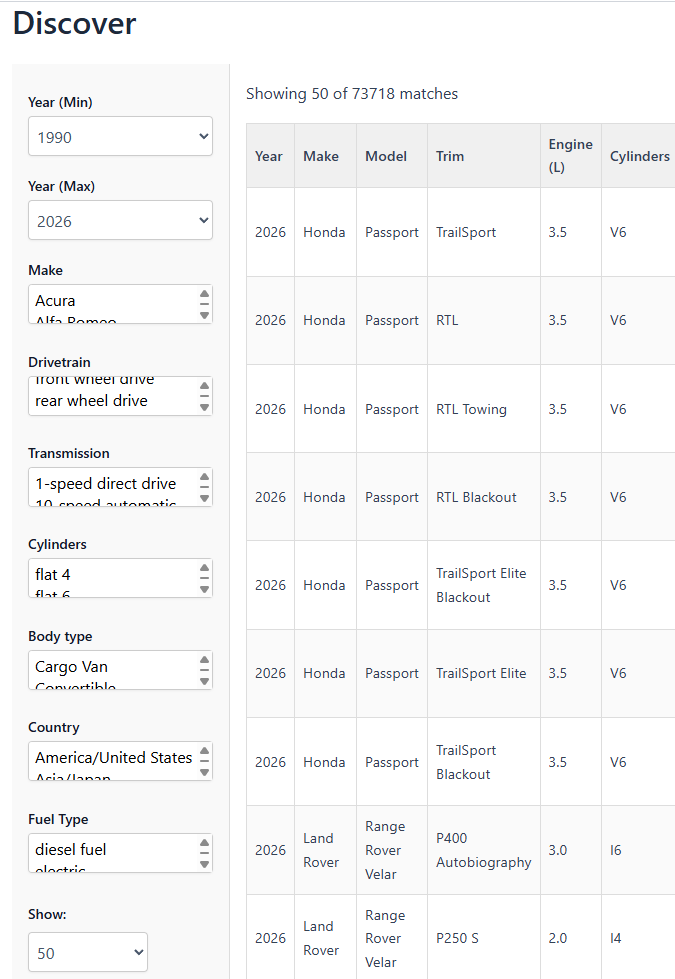 Discover
Year (Min)
1990
Year (Max)
2026
Make
Acura
Alfa Romeo
Drivetrain
front wheel drive
rear wheel drive
Transmission
1-speed direct drive
10-speed automatic
Cylinders
flat 4
flat 6
Body type
Cargo Van
Convertible
Country
America/United States
Asia/Japan
Fuel Type
diesel fuel
electric
Show:
50
Showing 50 of 73718 matches
Year Make Model Trim Engine (L) Cylinders
2026 Honda Passport TrailSport 3.5 V6
2026 Honda Passport RTL 3.5 V6
2026 Honda Passport RTL Towing 3.5 V6
2026 Honda Passport RTL Blackout 3.5 V6
2026 Honda Passport TrailSport Elite Blackout 3.5 V6
2026 Honda Passport TrailSport Elite 3.5 V6
2026 Honda Passport TrailSport Blackout 3.5 V6
2026 Land Rover Range Rover Velar P400 Autobiography 3.0 I6
2026 Land Rover Range Rover Velar P250 S 2.0 I4